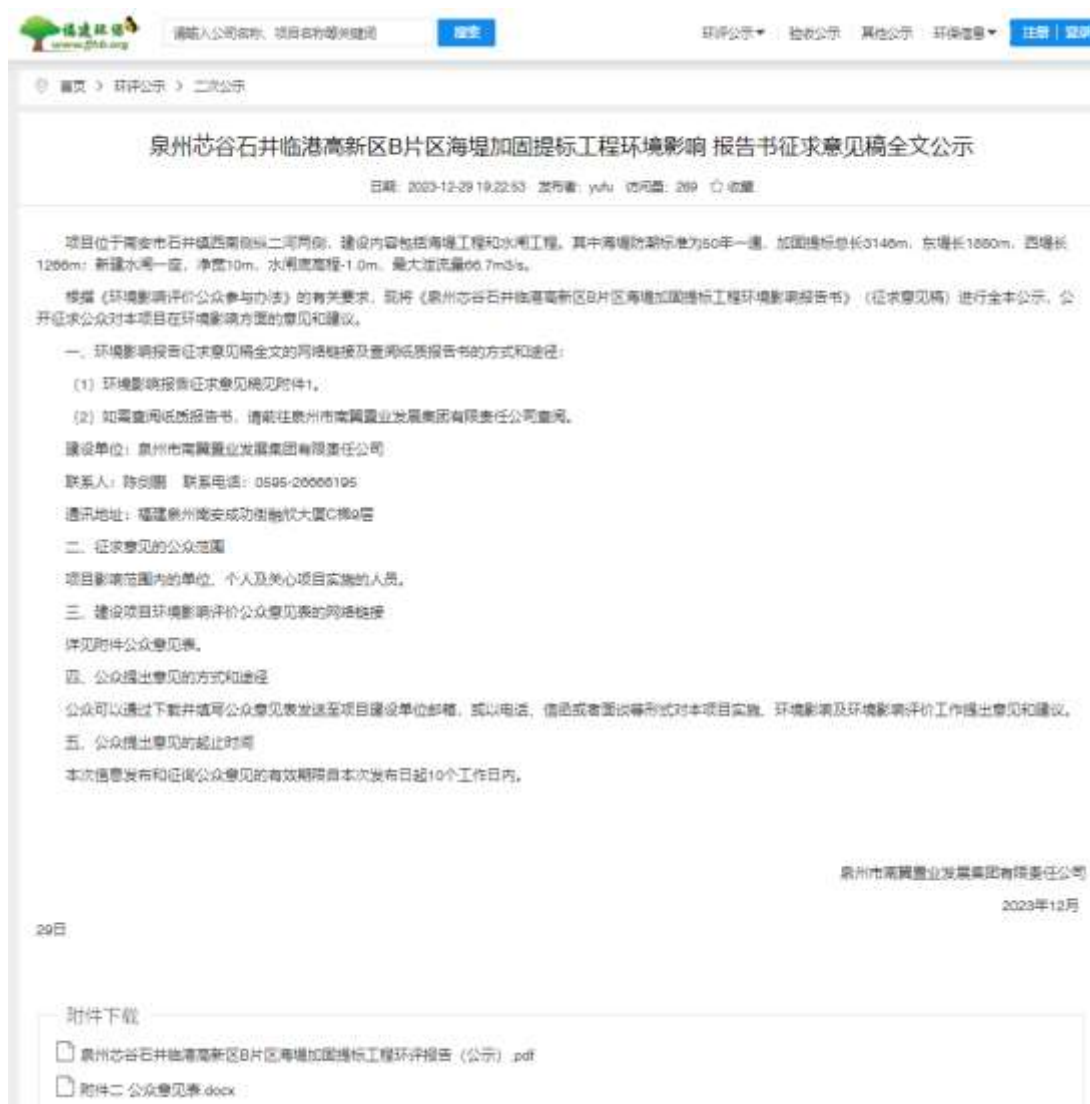 福建环保
www.fjhb.org
请输入公司名称、项目名称等关键词
搜索
环评公示 验收公示 其他公示 环保信息 注册 | 登录
首页 > 环评公示 > 二次公示
泉州芯谷石井临港高新区B片区海堤加固提标工程环境影响 报告书征求意见稿全文公示
日期: 2023-12-29 19:22:53 发布者: yufu 访问量: 269 收藏
项目位于南安市石井镇西南侧纵二河两侧，建设内容包括海堤工程和水闸工程。其中海堤防潮标准为50年一遇，加固提标总长3146m，东堤长1880m，西堤长
1266m；新建水闸一座，净宽10m，水闸底高程-1.0m，最大泄流量66.7m3/s。
根据《环境影响评价公众参与办法》的有关要求，现将《泉州芯谷石井临港高新区B片区海堤加固提标工程环境影响报告书》（征求意见稿）进行全本公示，公
开征求公众对本项目在环境影响方面的意见和建议。
一、环境影响报告征求意见稿全文的网络链接及查阅纸质报告书的方式和途径：
（1）环境影响报告征求意见稿见附件1。
（2）如需查阅纸质报告书，请前往泉州市南翼置业发展集团有限责任公司查阅。
建设单位：泉州市南翼置业发展集团有限责任公司
联系人：陈 联系电话：0595-26666195
通讯地址：福建泉州南安成功街 大厦C梯9层
二、征求意见的公众范围
项目影响范围内的单位、个人及关心项目实施的人员。
三、建设项目环境影响评价公众意见表的网络链接
详见附件公众意见表。
四、公众提出意见的方式和途径
公众可以通过下载并填写公众意见表发送至项目建设单位邮箱，或以电话、信函或者面谈等形式对本项目实施、环境影响及环境影响评价工作提出意见和建议。
五、公众提出意见的起止时间
本次信息发布和征询公众意见的有效期限自本次发布日起10个工作日内。
泉州市南翼置业发展集团有限责任公司
2023年12月
29日
附件下载
泉州芯谷石井临港高新区B片区海堤加固提标工程环评报告（公示）.pdf
附件二 公众意见表.docx